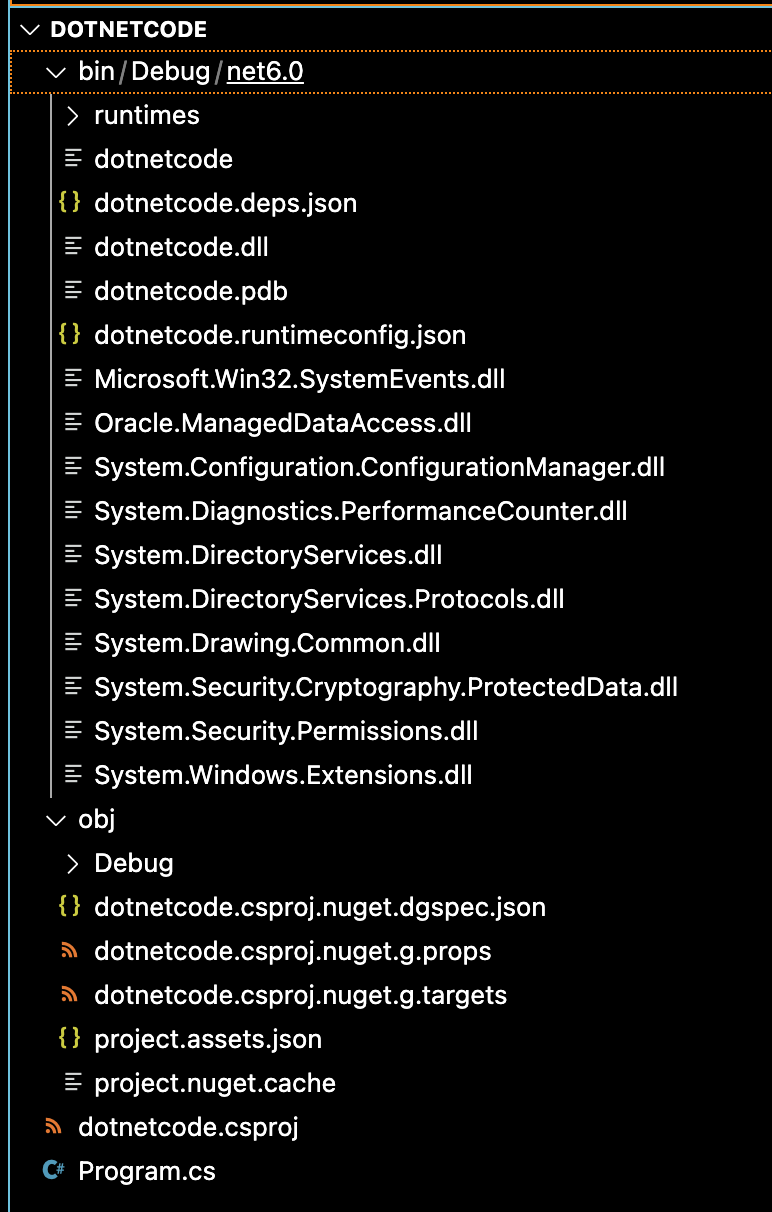 DOTNETCODE
bin/Debug/net6.0
runtimes
dotnetcode
{} dotnetcode.deps.json
dotnetcode.dll
dotnetcode.pdb
{} dotnetcode.runtimeconfig.json
Microsoft.Win32.SystemEvents.dll
Oracle.ManagedDataAccess.dll
System.Configuration.ConfigurationManager.dll
System.Diagnostics.PerformanceCounter.dll
System.DirectoryServices.dll
System.DirectoryServices.Protocols.dll
System.Drawing.Common.dll
System.Security.Cryptography.ProtectedData.dll
System.Security.Permissions.dll
System.Windows.Extensions.dll
obj
Debug
{} dotnetcode.csproj.nuget.dgspec.json
dotnetcode.csproj.nuget.g.props
dotnetcode.csproj.nuget.g.targets
{} project.assets.json
project.nuget.cache
dotnetcode.csproj
C# Program.cs